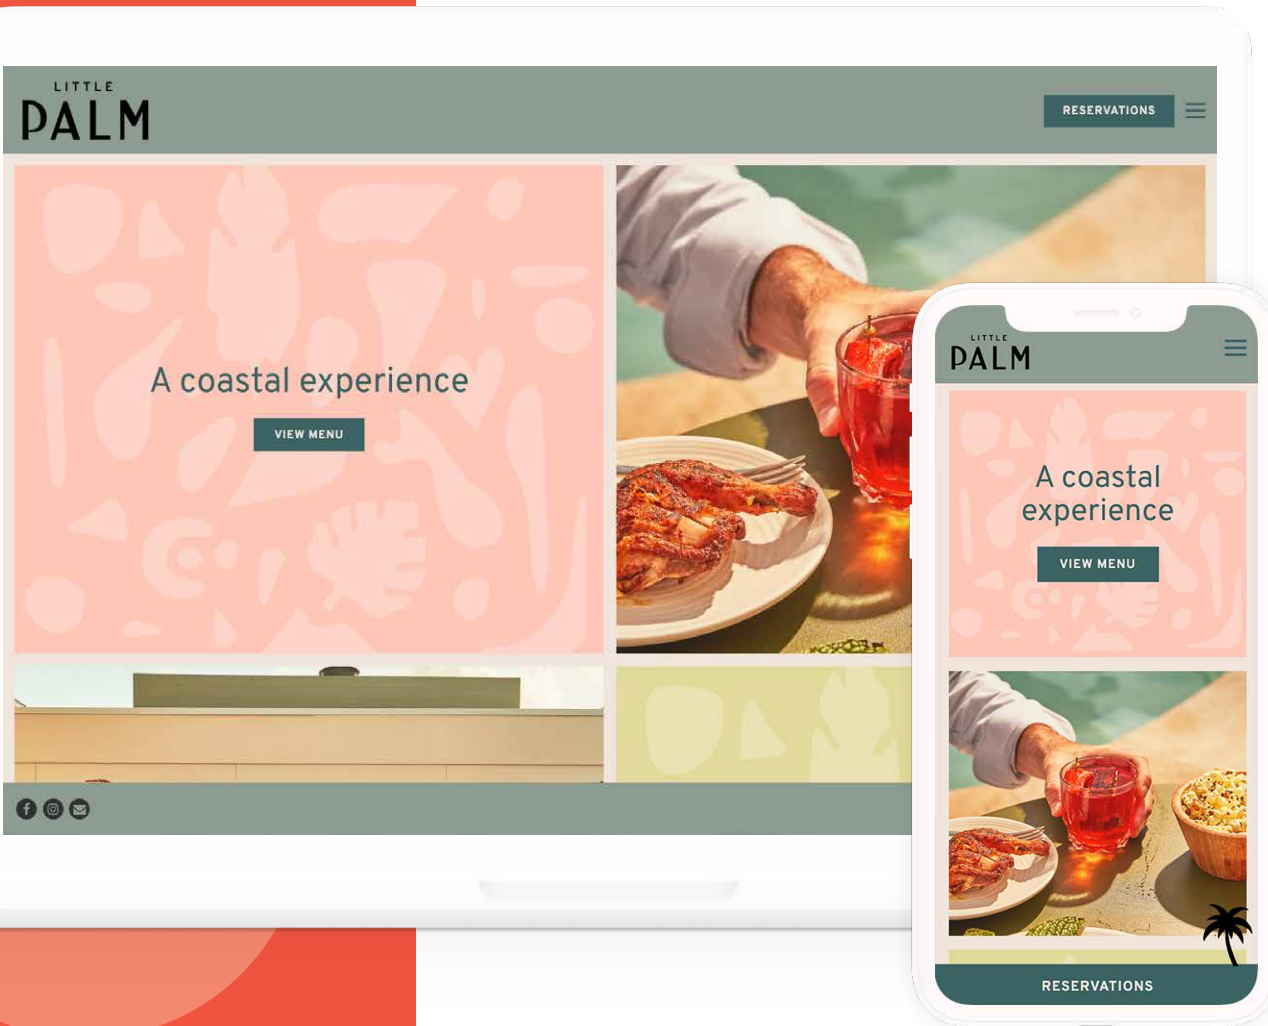 LITTLE
PALM
RESERVATIONS
A coastal experience
VIEW MENU
LITTLE
PALM
A coastal
experience
VIEW MENU
RESERVATIONS